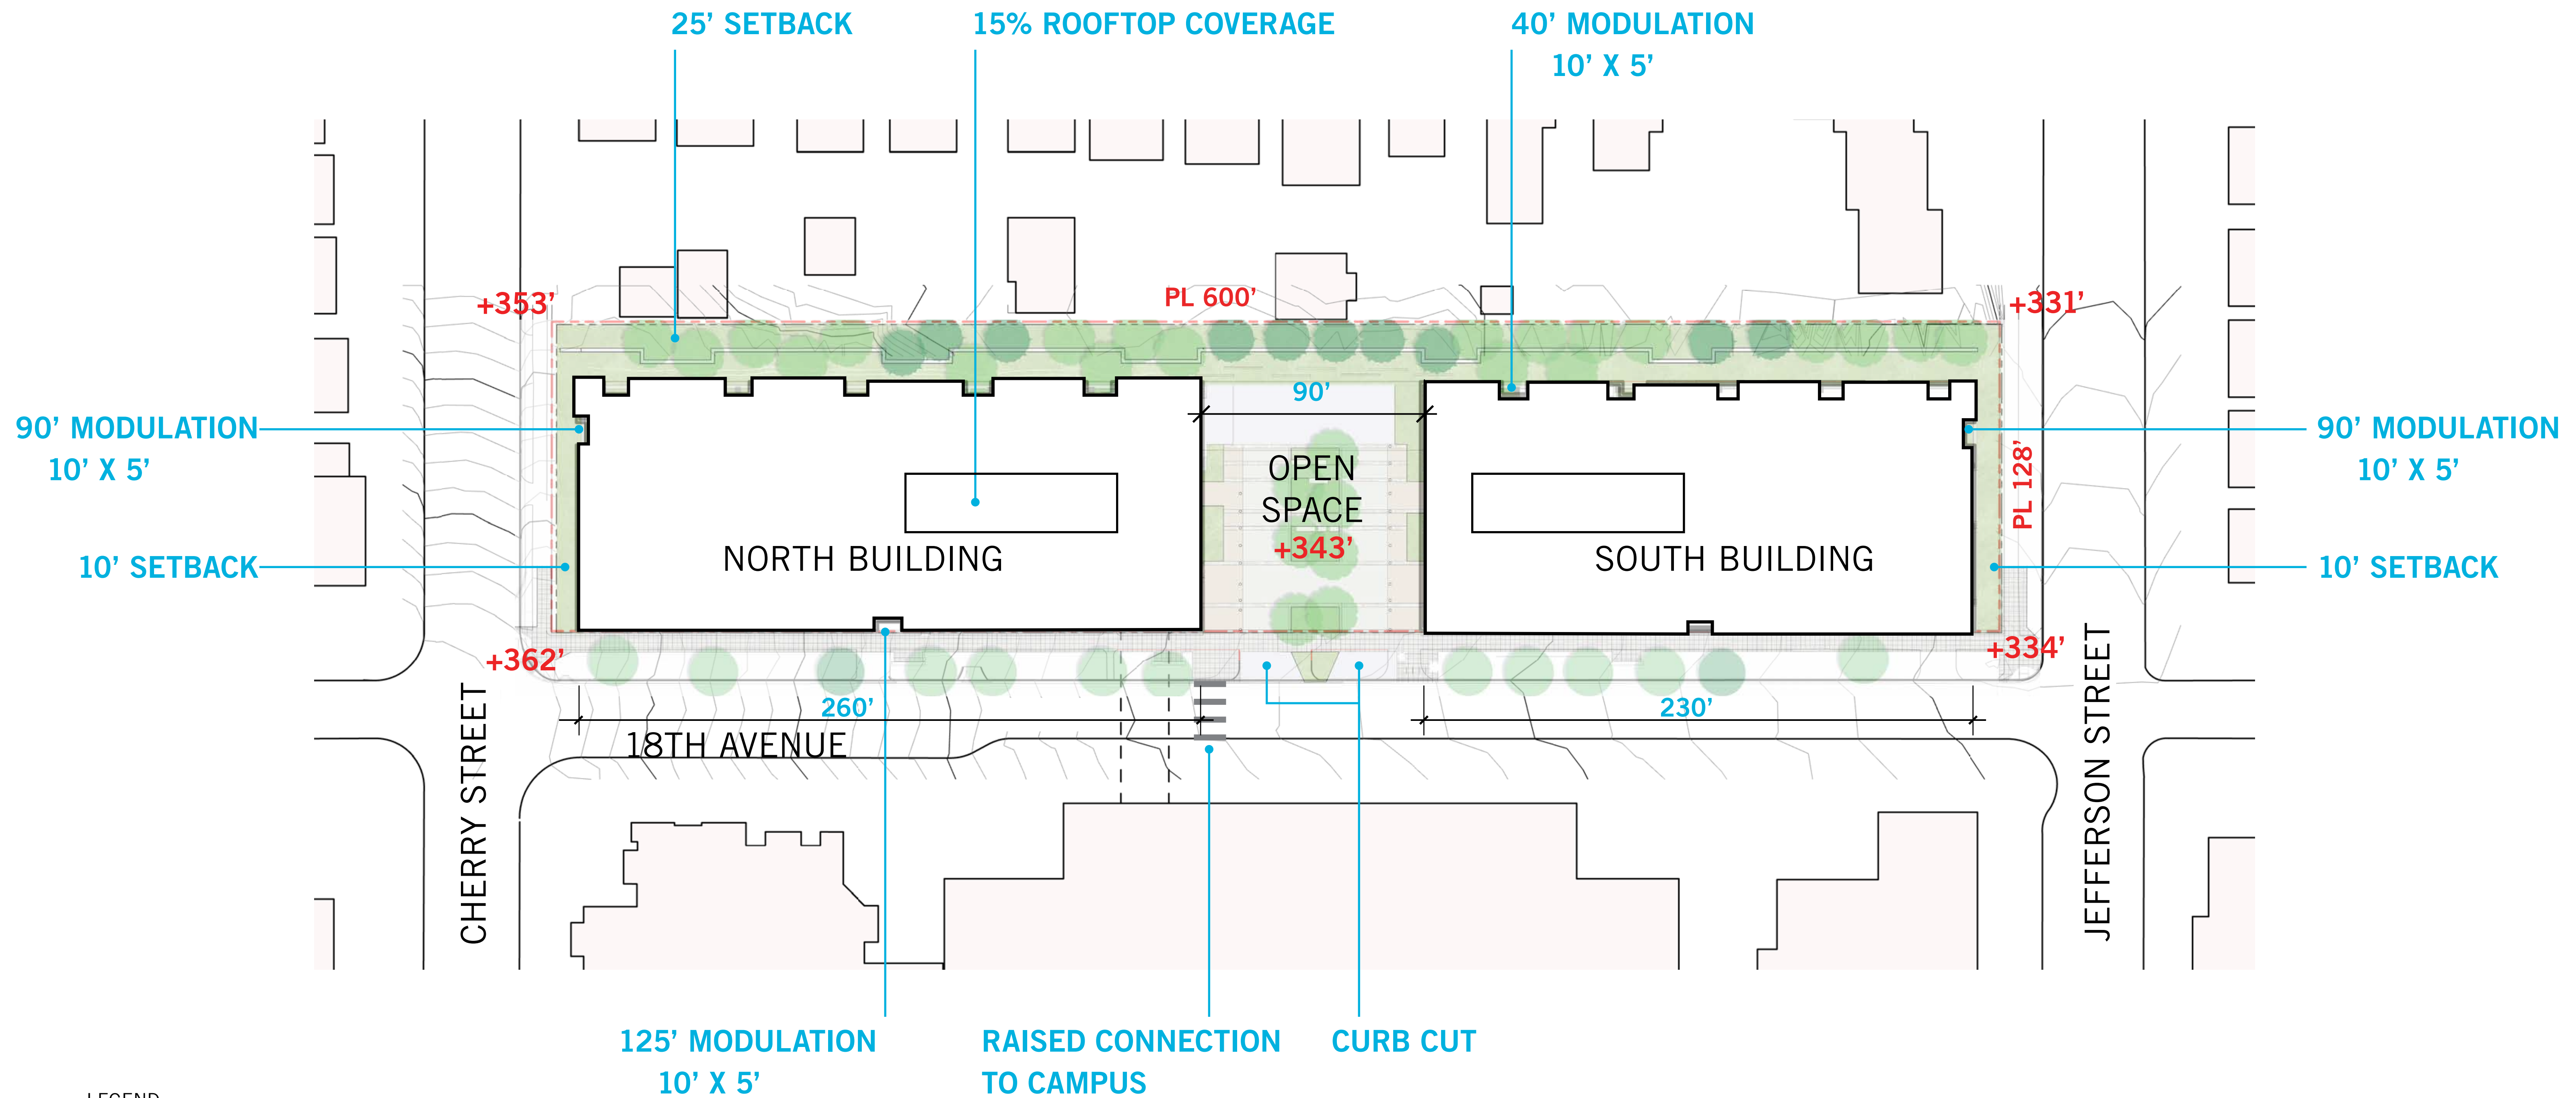 25’ SETBACK
15% ROOFTOP COVERAGE
40’ MODULATION
10’ X 5’
+353’
PL 600’
+331’
90’
90’ MODULATION
10’ X 5’
90’ MODULATION
10’ X 5’
PL 128’
OPEN
SPACE
+343’
NORTH BUILDING
SOUTH BUILDING
10’ SETBACK
10’ SETBACK
+362’
+334’
260’
230’
18TH AVENUE
CHERRY STREET
JEFFERSON STREET
125’ MODULATION
10’ X 5’
RAISED CONNECTION
TO CAMPUS
CURB CUT
LEGEND